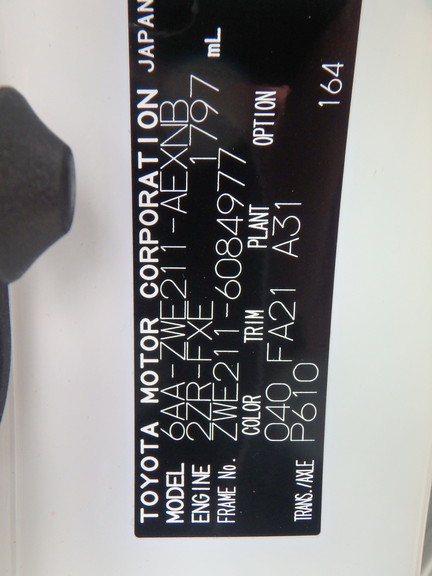 TOYOTA MOTOR CORPORATION JAPAN
MODEL 6AA-ZWE211-AEXNB
ENGINE 2ZR-FXE 1797 mL
FRAME No. ZWE211-6084977
COLOR TRIM PLANT OPTION
040 FA21 A31
TRANS./AXLE P610
164